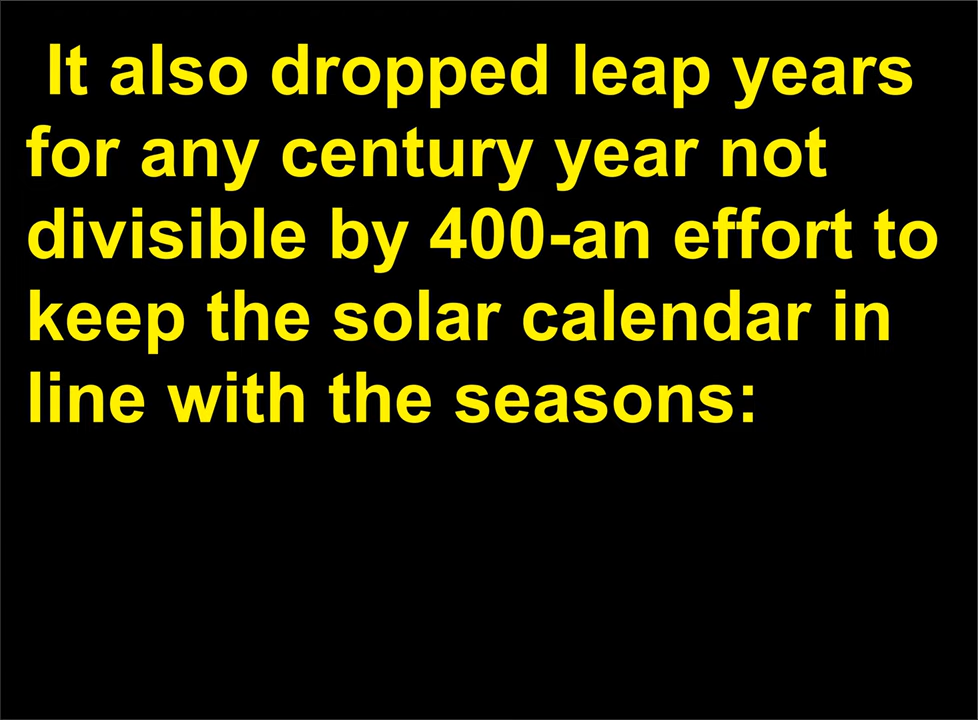 It also dropped leap years
for any century year not
divisible by 400-an effort to
keep the solar calendar in
line with the seasons: